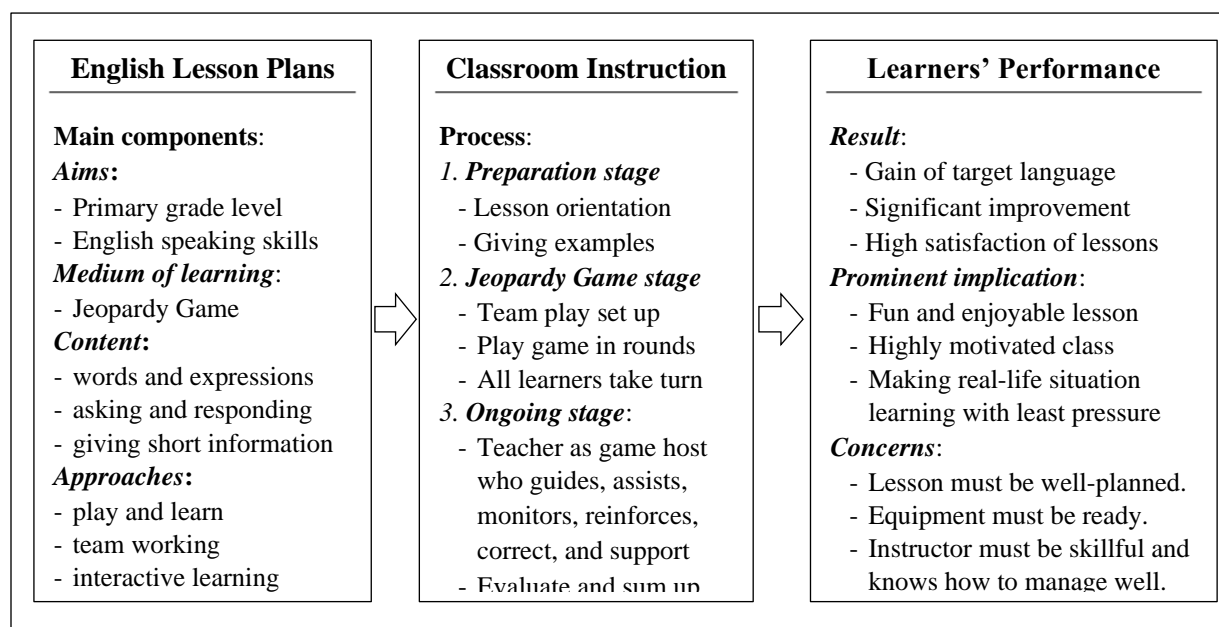 English Lesson Plans
Main components:
Aims:
- Primary grade level
- English speaking skills
Medium of learning:
- Jeopardy Game
Content:
- words and expressions
- asking and responding
- giving short information
Approaches:
- play and learn
- team working
- interactive learning
Classroom Instruction
Process:
1. Preparation stage
- Lesson orientation
- Giving examples
2. Jeopardy Game stage
- Team play set up
- Play game in rounds
- All learners take turn
3. Ongoing stage:
- Teacher as game host
who guides, assists,
monitors, reinforces,
correct, and support
- Evaluate and sum up
Learners’ Performance
Result:
- Gain of target language
- Significant improvement
- High satisfaction of lessons
Prominent implication:
- Fun and enjoyable lesson
- Highly motivated class
- Making real-life situation
learning with least pressure
Concerns:
- Lesson must be well-planned.
- Equipment must be ready.
- Instructor must be skillful and
knows how to manage well.